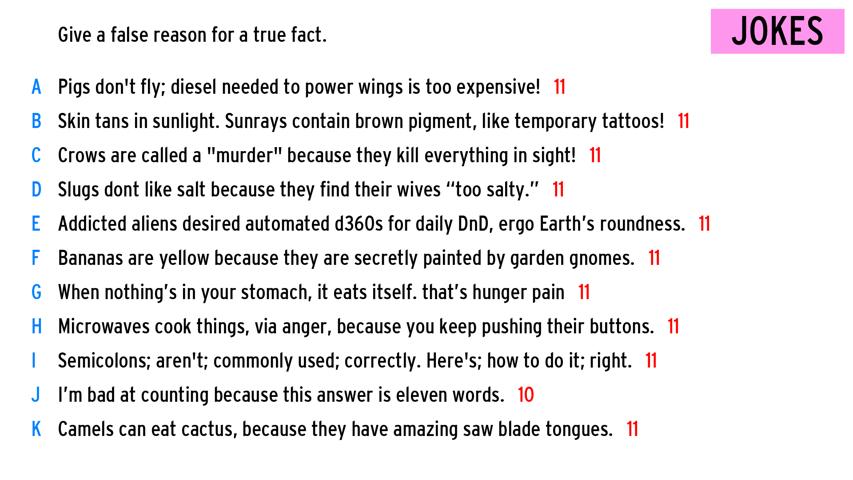 Give a false reason for a true fact.
JOKES
A Pigs don't fly; diesel needed to power wings is too expensive! 11
B Skin tans in sunlight. Sunrays contain brown pigment, like temporary tattoos! 11
C Crows are called a "murder" because they kill everything in sight! 11
D Slugs dont like salt because they find their wives “too salty.” 11
E Addicted aliens desired automated d360s for daily DnD, ergo Earth’s roundness. 11
F Bananas are yellow because they are secretly painted by garden gnomes. 11
G When nothing’s in your stomach, it eats itself. that’s hunger pain 11
H Microwaves cook things, via anger, because you keep pushing their buttons. 11
I Semicolons; aren't; commonly used; correctly. Here's; how to do it; right. 11
J I’m bad at counting because this answer is eleven words. 10
K Camels can eat cactus, because they have amazing saw blade tongues. 11